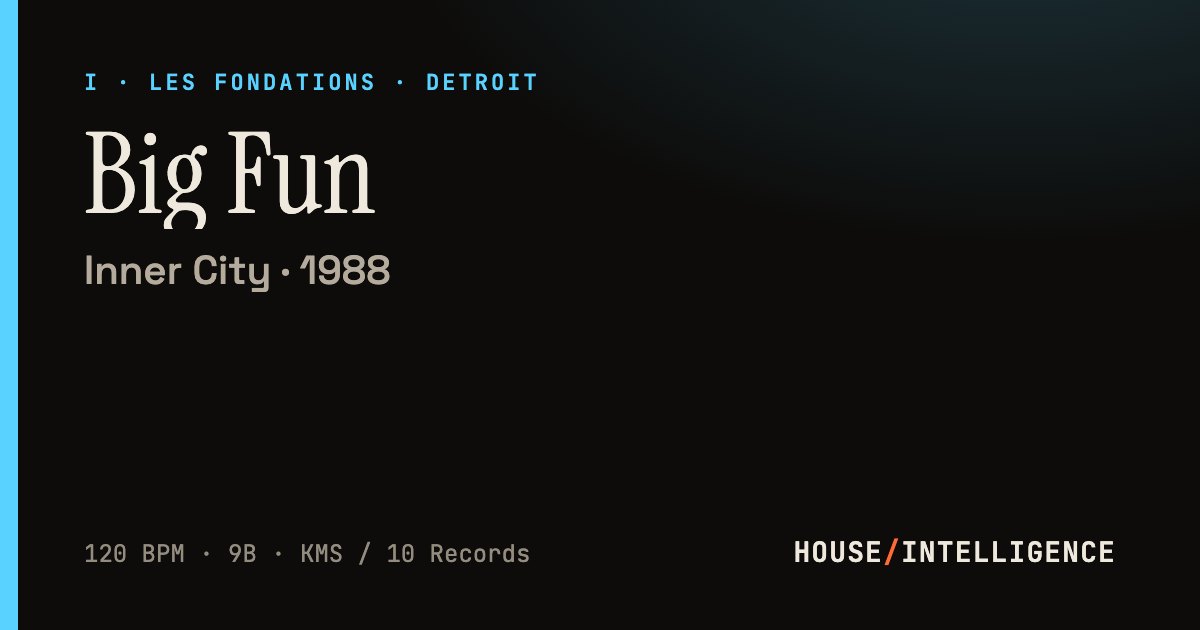 I · LES FONDATIONS · DETROIT
Big Fun
Inner City · 1988
120 BPM · 9B · KMS / 10 Records
HOUSE/INTELLIGENCE